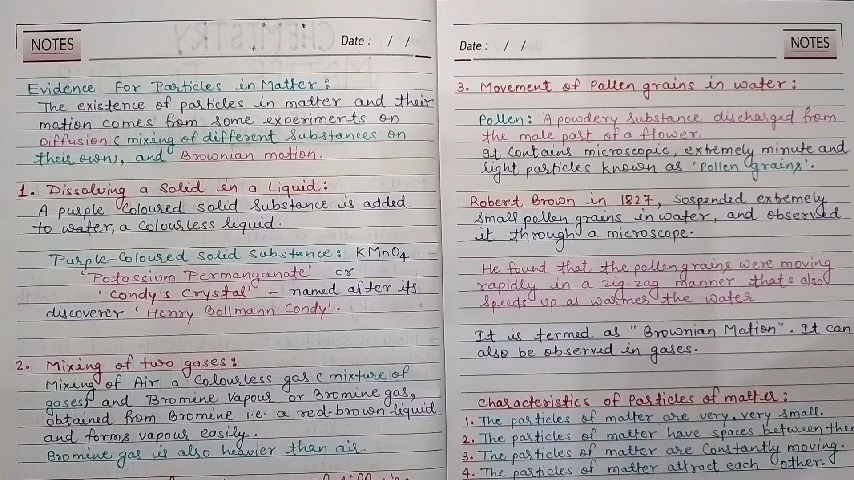 NOTES
Date: / /
Evidence for Particles in Matter:
The existence of particles in matter and their
motion comes from some experiments on
Diffusion (mixing of different substances on
their own), and Brownian motion.
1. Dissolving a Solid in a Liquid:
A purple coloured solid substance is added
to water, a colourless liquid.
Purple-coloured solid substance: KMnO4
'Potassium Permanganate' or
'Condy's Crystal' - named after its
discoverer 'Henry Bollmann Condy'.
2. Mixing of two gases:
Mixing of Air a colourless gas (mixture of
gases) and Bromine vapour or Bromine gas,
obtained from Bromine i.e. a red-brown liquid
and forms vapour easily.
Bromine gas is also heavier than air.
Date: / /
NOTES
3. Movement of Pollen grains in water:
Pollen: A powdery substance discharged from
the male part of a flower.
It contains microscopic, extremely minute and
light particles known as 'Pollen grains'.
Robert Brown in 1827, suspended extremely
small pollen grains in water, and observed
it through a microscope.
He found that the pollen grains were moving
rapidly in a zig-zag manner that's also
speeds up as warmes the water
It is termed as "Brownian Motion". It can
also be observed in gases.
Characteristics of Particles of matter:
1. The particles of matter are very, very small.
2. The particles of matter have spaces between them
3. The particles of matter are constantly moving.
4. The particles of matter attract each other.